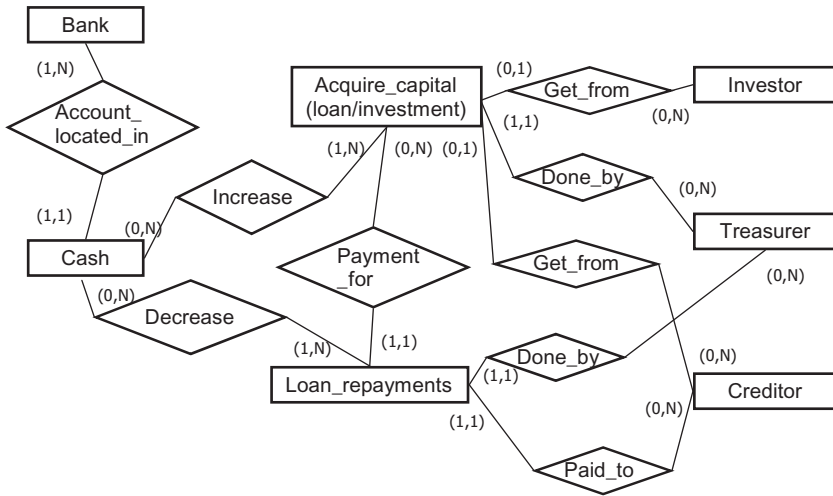 Bank
(1,N)
Account_
located_in
(1,1)
Cash
(0,N)
Increase
(1,N)
Acquire_capital
(loan/investment)
(0,N)
(0,1)
(0,1)
Get_from
(0,N)
Investor
(1,1)
Done_by
(0,N)
Treasurer
(0,N)
Payment
_for
Get_from
(0,N)
Decrease
(1,N)
(1,1)
Loan_repayments
(1,1)
Done_by
(0,N)
Creditor
(1,1)
Paid_to
(0,N)